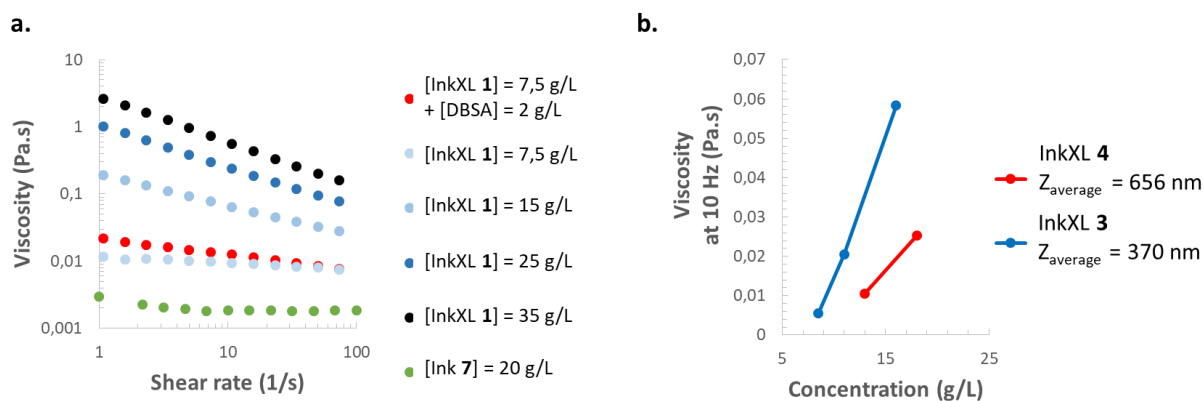 a.
Viscosity (Pa.s)
10
1
0,1
0,01
0,001
1
10
100
Shear rate (1/s)
[InkXL 1] = 7,5 g/L
+ [DBSA] = 2 g/L
[InkXL 1] = 7,5 g/L
[InkXL 1] = 15 g/L
[InkXL 1] = 25 g/L
[InkXL 1] = 35 g/L
[Ink 7] = 20 g/L
b.
Viscosity
at 10 Hz (Pa.s)
0,07
0,06
0,05
0,04
0,03
0,02
0,01
0
5
15
25
Concentration (g/L)
InkXL 4
Zaverage = 656 nm
InkXL 3
Zaverage = 370 nm